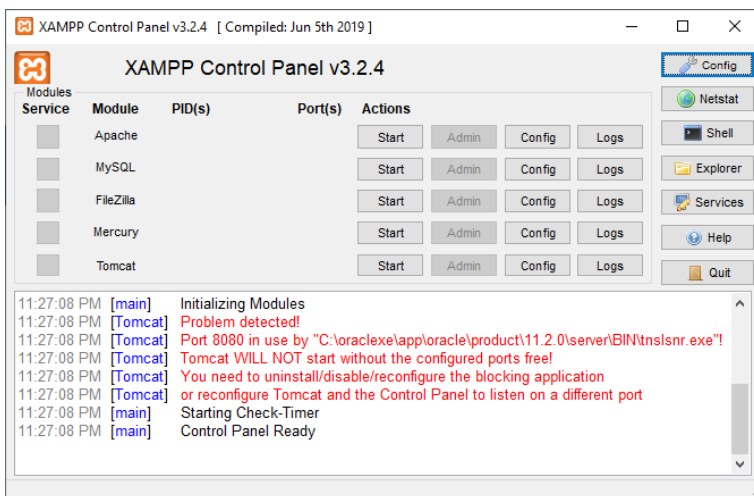 XAMPP Control Panel v3.2.4 [ Compiled: Jun 5th 2019 ]
XAMPP Control Panel v3.2.4
Config
Modules
Service Module PID(s) Port(s) Actions
Netstat
Apache Start Admin Config Logs
Shell
MySQL Start Admin Config Logs
Explorer
FileZilla Start Admin Config Logs
Services
Mercury Start Admin Config Logs
Help
Tomcat Start Admin Config Logs
Quit
11:27:08 PM [main] Initializing Modules
11:27:08 PM [Tomcat] Problem detected!
11:27:08 PM [Tomcat] Port 8080 in use by "C:\oraclexe\app\oracle\product\11.2.0\server\BIN\tnslsnr.exe"!
11:27:08 PM [Tomcat] Tomcat WILL NOT start without the configured ports free!
11:27:08 PM [Tomcat] You need to uninstall/disable/reconfigure the blocking application
11:27:08 PM [Tomcat] or reconfigure Tomcat and the Control Panel to listen on a different port
11:27:08 PM [main] Starting Check-Timer
11:27:08 PM [main] Control Panel Ready